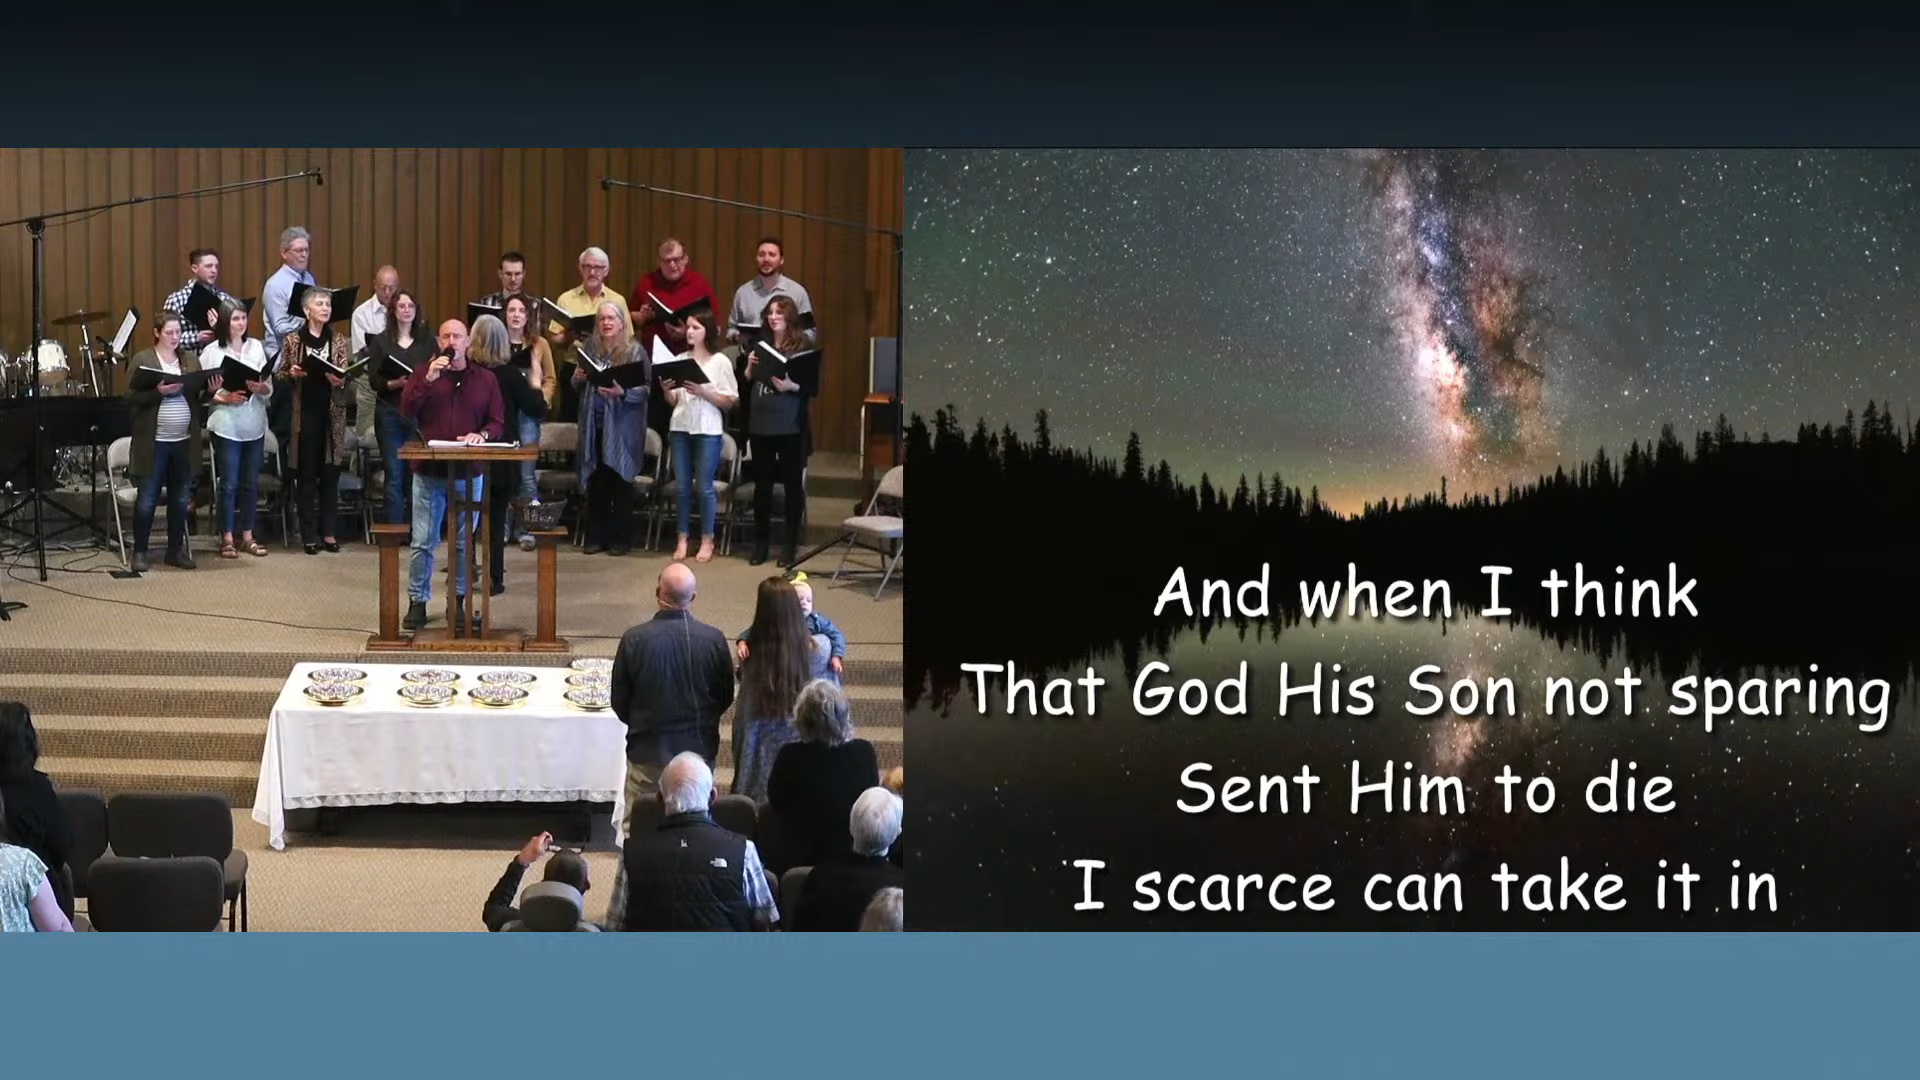 And when I think
That God His Son not sparing
Sent Him to die
I scarce can take it in